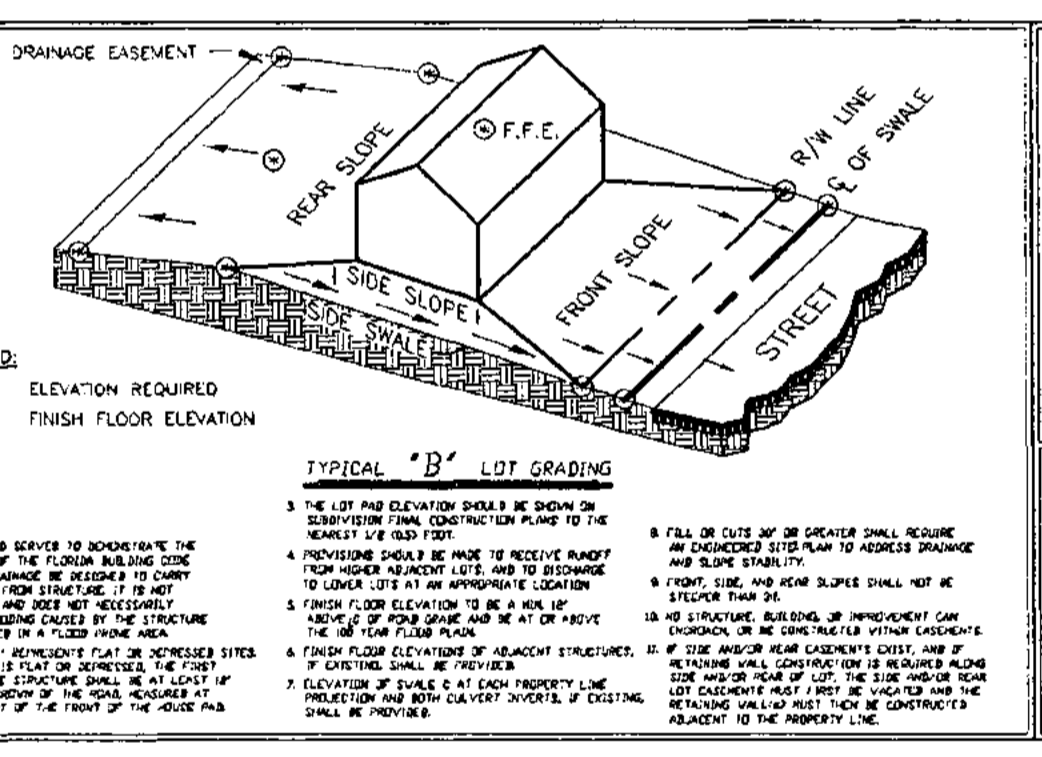 DRAINAGE EASEMENT
F.F.E.
REAR SLOPE
R/W LINE
℄ OF SWALE
FRONT SLOPE
SIDE SLOPE
SIDE SWALE
STREET
D:
ELEVATION REQUIRED
FINISH FLOOR ELEVATION
TYPICAL "B" LOT GRADING
D SERVES TO DEMONSTRATE THE
F THE FLORIDA BUILDING CODE
AINAGE BE DESIGNED TO CARRY
FROM STRUCTURE. IT IS NOT
AND DOES NOT NECESSARILY
ODING CAUSED BY THE STRUCTURE
ED IN A FLOOD PRONE AREA.
REPRESENTS FLAT OR DEPRESSED SITES.
IS FLAT OR DEPRESSED, THE FIRST
E STRUCTURE SHALL BE AT LEAST 18"
ROWN OF THE ROAD, MEASURED AT
T OF THE FRONT OF THE HOUSE PAD.
3. THE LOT PAD ELEVATION SHOULD BE SHOWN ON
SUBDIVISION FINAL CONSTRUCTION PLANS TO THE
NEAREST 1/2 (0.5) FOOT.
4. PROVISIONS SHOULD BE MADE TO RECEIVE RUNOFF
FROM HIGHER ADJACENT LOTS, AND TO DISCHARGE
TO LOWER LOTS AT AN APPROPRIATE LOCATION
5. FINISH FLOOR ELEVATION TO BE A MIN. 18"
ABOVE ℄ OF ROAD GRADE AND BE AT OR ABOVE
THE 100 YEAR FLOOD PLAIN.
6. FINISH FLOOR ELEVATIONS OF ADJACENT STRUCTURES,
IF EXISTING, SHALL BE PROVIDED.
7. ELEVATION OF SWALE ℄ AT EACH PROPERTY LINE
PROJECTION AND BOTH CULVERT INVERTS, IF EXISTING,
SHALL BE PROVIDED.
8. FILL OR CUTS 30" OR GREATER SHALL REQUIRE
AN ENGINEERED SITE PLAN TO ADDRESS DRAINAGE
AND SLOPE STABILITY.
9. FRONT, SIDE, AND REAR SLOPES SHALL NOT BE
STEEPER THAN
10. NO STRUCTURE, BUILDING, OR IMPROVEMENT CAN
ENCROACH, OR BE CONSTRUCTED WITHIN EASEMENTS.
11. IF SIDE AND/OR REAR EASEMENTS EXIST, AND IF
RETAINING WALL CONSTRUCTION IS REQUIRED ALONG
SIDE AND/OR REAR OF LOT, THE SIDE AND/OR REAR
LOT EASEMENTS MUST FIRST BE VACATED AND THE
RETAINING WALL(S) MUST THEN BE CONSTRUCTED
ADJACENT TO THE PROPERTY LINE.